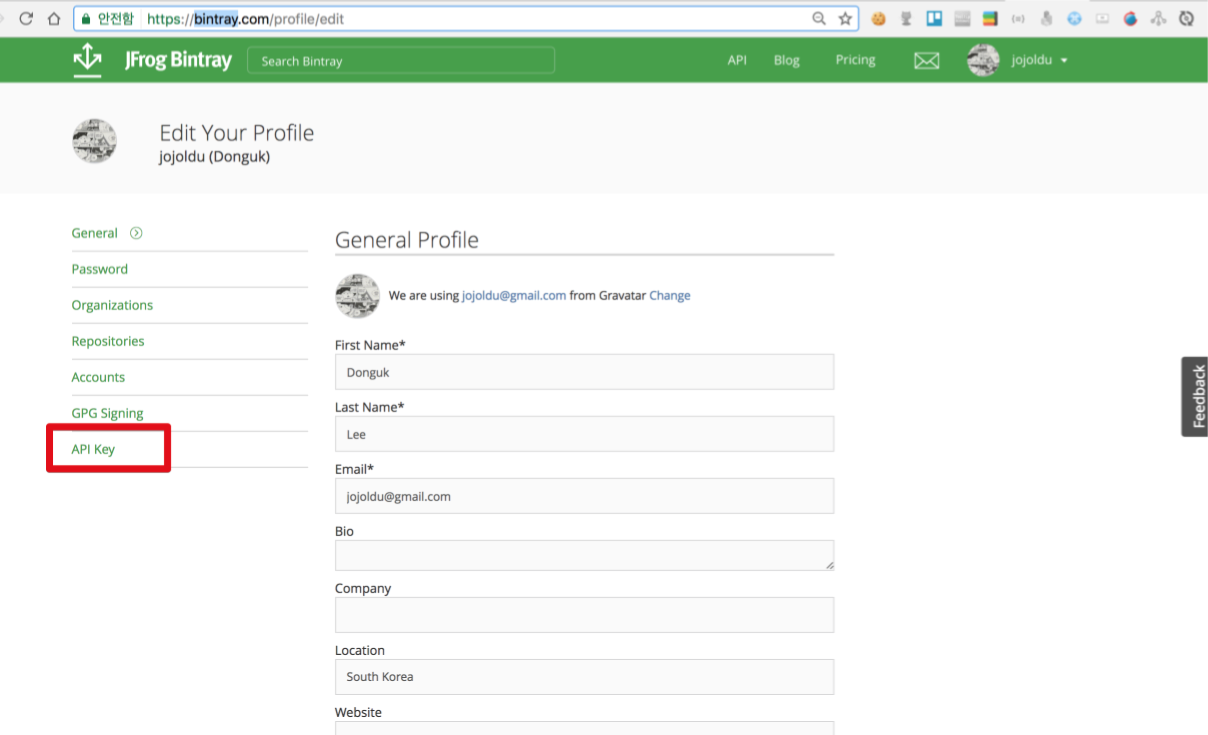 안전함 https://bintray.com/profile/edit
JFrog Bintray Search Bintray API Blog Pricing jojoldu
Edit Your Profile
jojoldu (Donguk)
General
Password
Organizations
Repositories
Accounts
GPG Signing
API Key
General Profile
We are using jojoldu@gmail.com from Gravatar Change
First Name*
Donguk
Last Name*
Lee
Email*
jojoldu@gmail.com
Bio
Company
Location
South Korea
Website
Feedback